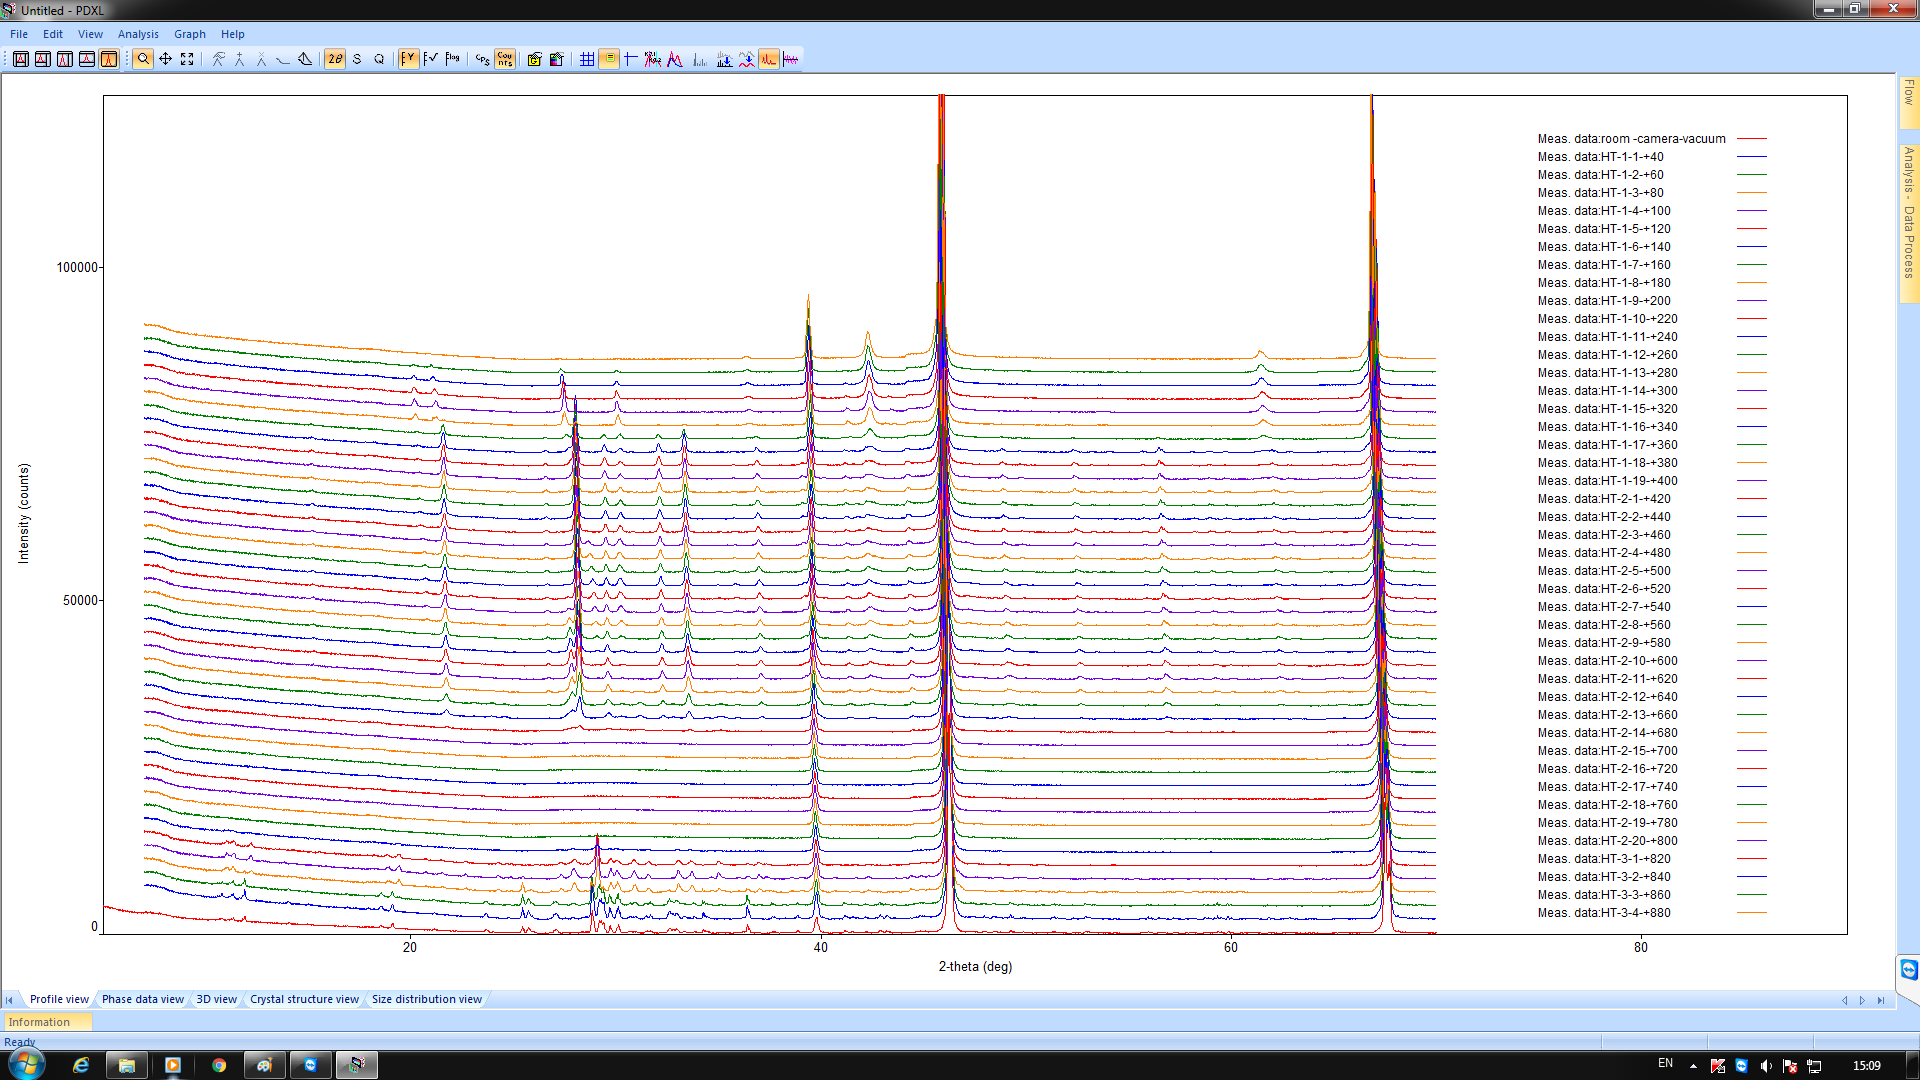 Untitled - PDXL
File Edit View Analysis Graph Help
2θ S Q Y log CPS Cou nts
Flow
Analysis - Data Process
Meas. data:room -camera-vacuum
Meas. data:HT-1-1-+40
Meas. data:HT-1-2-+60
Meas. data:HT-1-3-+80
Meas. data:HT-1-4-+100
Meas. data:HT-1-5-+120
Meas. data:HT-1-6-+140
Meas. data:HT-1-7-+160
Meas. data:HT-1-8-+180
Meas. data:HT-1-9-+200
Meas. data:HT-1-10-+220
Meas. data:HT-1-11-+240
Meas. data:HT-1-12-+260
Meas. data:HT-1-13-+280
Meas. data:HT-1-14-+300
Meas. data:HT-1-15-+320
Meas. data:HT-1-16-+340
Meas. data:HT-1-17-+360
Meas. data:HT-1-18-+380
Meas. data:HT-1-19-+400
Meas. data:HT-2-1-+420
Meas. data:HT-2-2-+440
Meas. data:HT-2-3-+460
Meas. data:HT-2-4-+480
Meas. data:HT-2-5-+500
Meas. data:HT-2-6-+520
Meas. data:HT-2-7-+540
Meas. data:HT-2-8-+560
Meas. data:HT-2-9-+580
Meas. data:HT-2-10-+600
Meas. data:HT-2-11-+620
Meas. data:HT-2-12-+640
Meas. data:HT-2-13-+660
Meas. data:HT-2-14-+680
Meas. data:HT-2-15-+700
Meas. data:HT-2-16-+720
Meas. data:HT-2-17-+740
Meas. data:HT-2-18-+760
Meas. data:HT-2-19-+780
Meas. data:HT-2-20-+800
Meas. data:HT-3-1-+820
Meas. data:HT-3-2-+840
Meas. data:HT-3-3-+860
Meas. data:HT-3-4-+880
100000
50000
0
Intensity (counts)
20 40 60 80
2-theta (deg)
Profile view Phase data view 3D view Crystal structure view Size distribution view
Information
Ready
EN 15:09